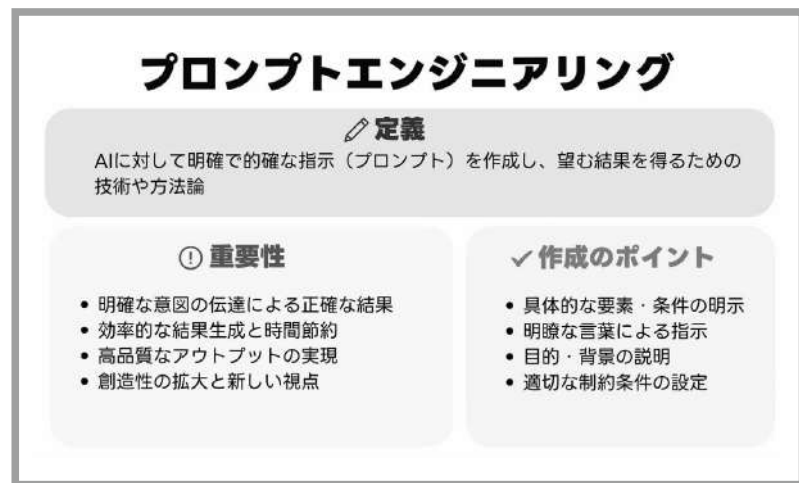 プロンプトエンジニアリング
定義
AIに対して明確で的確な指示（プロンプト）を作成し、望む結果を得るための
技術や方法論
重要性
• 明確な意図の伝達による正確な結果
• 効率的な結果生成と時間節約
• 高品質なアウトプットの実現
• 創造性の拡大と新しい視点
作成のポイント
• 具体的な要素・条件の明示
• 明瞭な言葉による指示
• 目的・背景の説明
• 適切な制約条件の設定